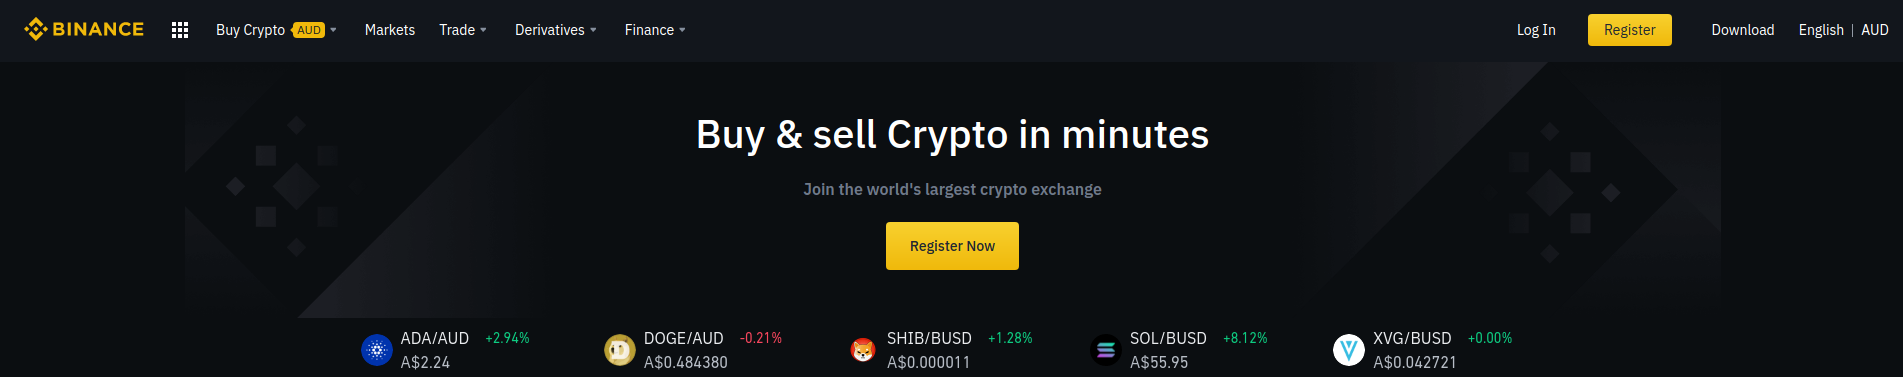 BINANCE Buy Crypto AUD Markets Trade Derivatives Finance Log In Register Download English | AUD
Buy & sell Crypto in minutes
Join the world's largest crypto exchange
Register Now
ADA/AUD +2.94% DOGE/AUD -0.21% SHIB/BUSD +1.28% SOL/BUSD +8.12% XVG/BUSD +0.00%
A$2.24 A$0.484380 A$0.000011 A$55.95 A$0.042721